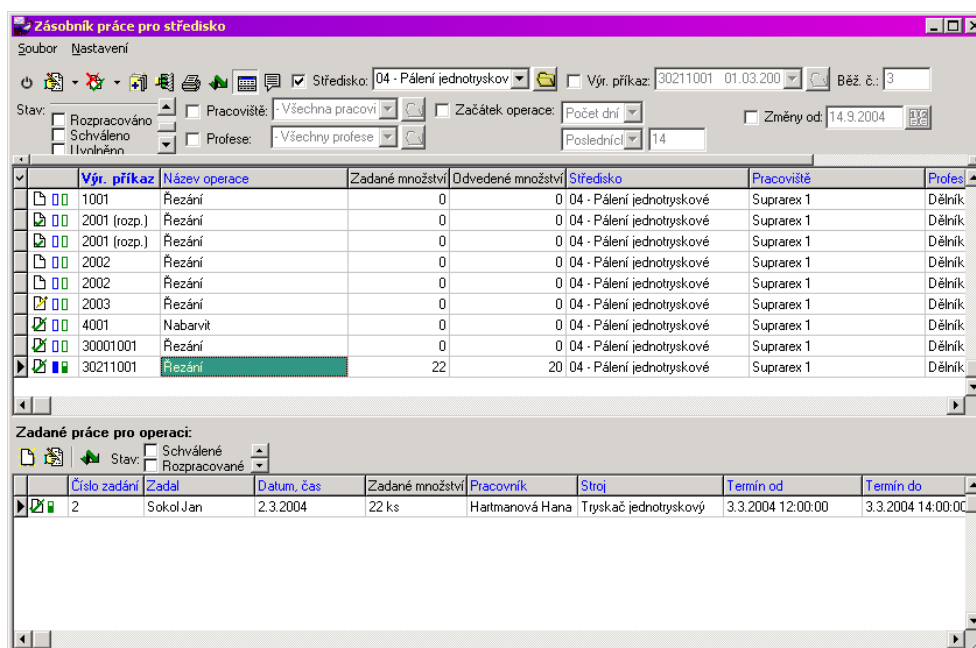 Zásobník práce pro středisko
Soubor Nastavení
Středisko: 04 - Pálení jednotryskov Výr. příkaz: 30211001 01.03.200 Běž. č.: 3
Stav: Rozpracováno Schváleno Uvolněno
Pracoviště: - Všechna pracovi Začátek operace: Počet dní Změny od: 14.9.2004
Profese: - Všechny profese Posledních 14
Výr. příkaz Název operace Zadané množství Odvedené množství Středisko Pracoviště Profes
1001 Řezání 0 0 04 - Pálení jednotryskové Suprarex 1 Dělník
2001 (rozp.) Řezání 0 0 04 - Pálení jednotryskové Suprarex 1 Dělník
2001 (rozp.) Řezání 0 0 04 - Pálení jednotryskové Suprarex 1 Dělník
2002 Řezání 0 0 04 - Pálení jednotryskové Suprarex 1 Dělník
2002 Řezání 0 0 04 - Pálení jednotryskové Suprarex 1 Dělník
2003 Řezání 0 0 04 - Pálení jednotryskové Suprarex 1 Dělník
4001 Nabarvit 0 0 04 - Pálení jednotryskové Suprarex 1 Dělník
30001001 Řezání 0 0 04 - Pálení jednotryskové Suprarex 1 Dělník
30211001 Řezání 22 20 04 - Pálení jednotryskové Suprarex 1 Dělník
Zadané práce pro operaci:
Stav: Schválené
Rozpracované
Číslo zadání Zadal Datum, čas Zadané množství Pracovník Stroj Termín od Termín do
2 Sokol Jan 2.3.2004 22 ks Hartmanová Hana Tryskač jednotryskový 3.3.2004 12:00:00 3.3.2004 14:00:00